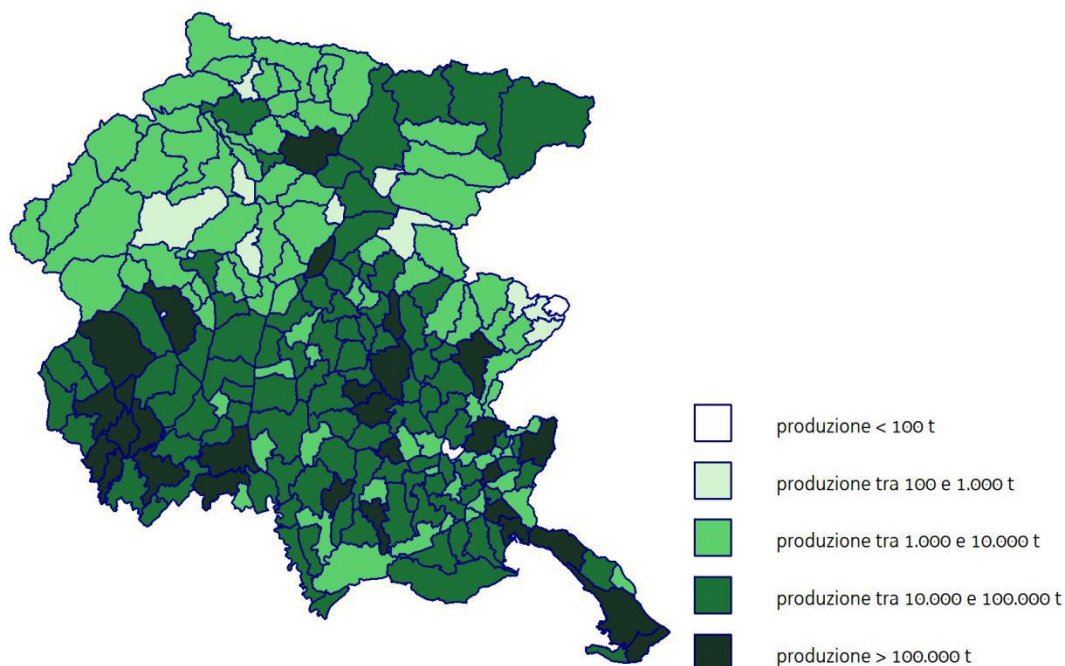 produzione < 100 t
produzione tra 100 e 1.000 t
produzione tra 1.000 e 10.000 t
produzione tra 10.000 e 100.000 t
produzione > 100.000 t